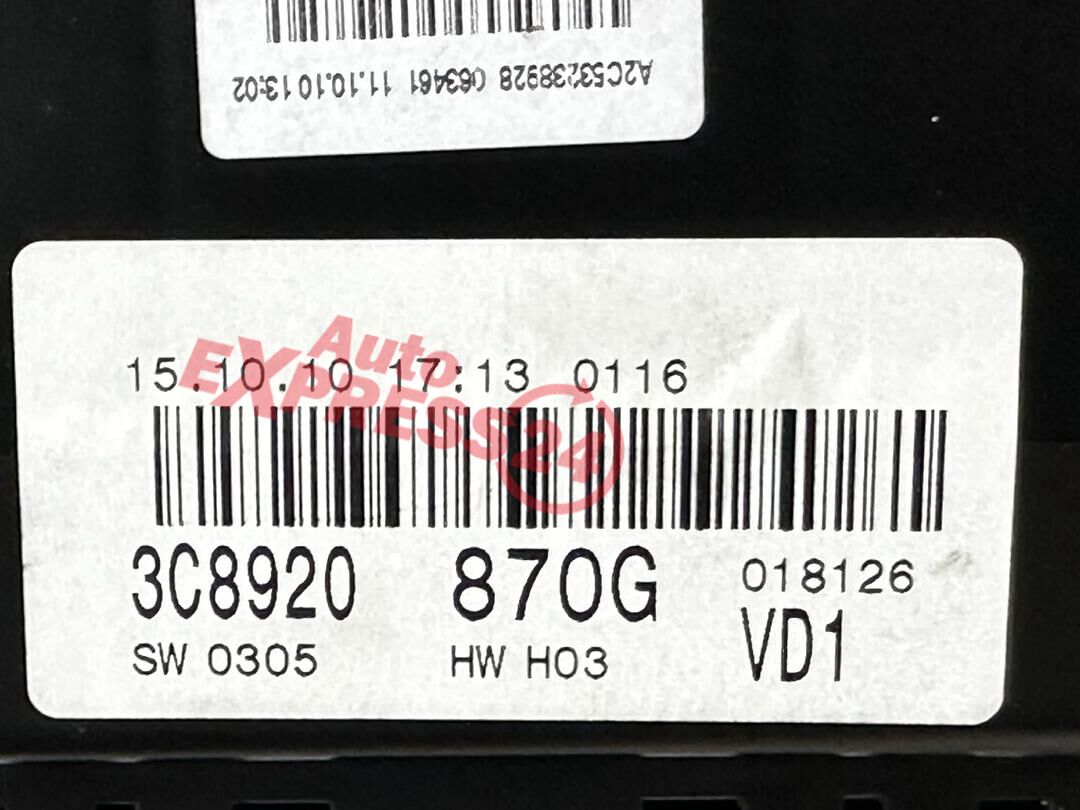 A2C53238928 063461 11.10.10 13:02
15.10.10 17:13 0116
Auto
EXPRESS24
3C8920 870G 018126
SW 0305 HW H03 VD1